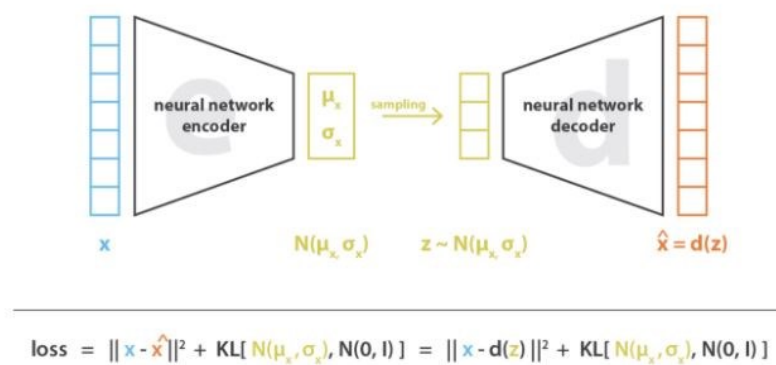 e
d
neural network
encoder
μₓ
σₓ
sampling
neural network
decoder
x
N(μₓ, σₓ)
z ~ N(μₓ, σₓ)
x̂ = d(z)
loss = || x - x̂ ||² + KL[ N(μₓ, σₓ), N(0, I) ] = || x - d(z) ||² + KL[ N(μₓ, σₓ), N(0, I) ]